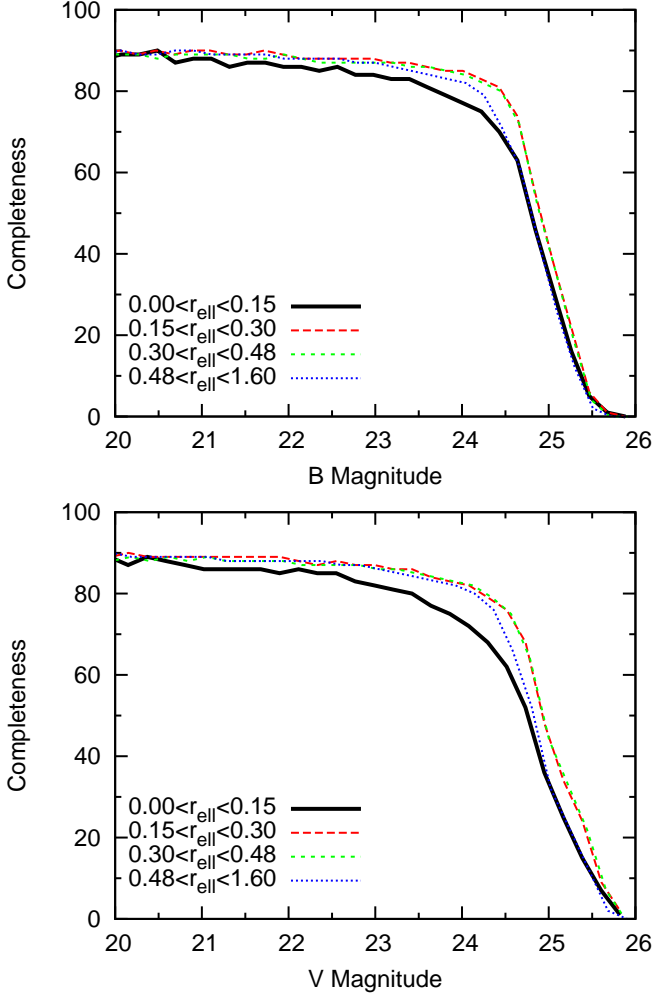 100
80
60
40
20
0
Completeness
0.00<r_ell<0.15
0.15<r_ell<0.30
0.30<r_ell<0.48
0.48<r_ell<1.60
20 21 22 23 24 25 26
B Magnitude
100
80
60
40
20
0
Completeness
0.00<r_ell<0.15
0.15<r_ell<0.30
0.30<r_ell<0.48
0.48<r_ell<1.60
20 21 22 23 24 25 26
V Magnitude